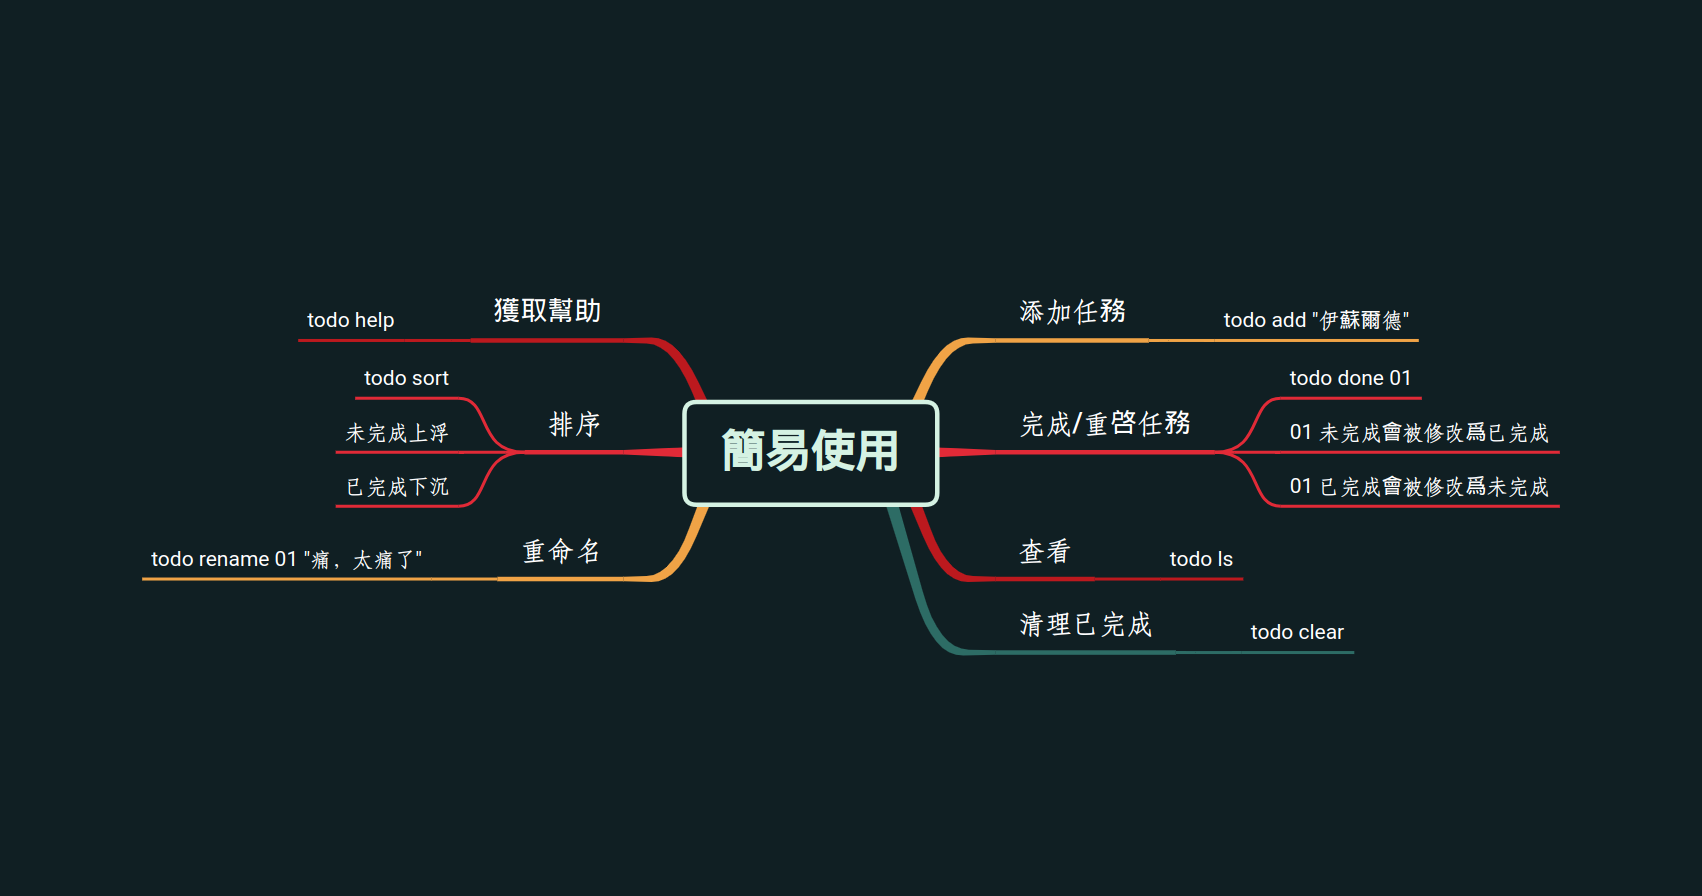 簡易使用
添加任務
todo add "伊蘇爾德"
完成/重啓任務
todo done 01
01 未完成會被修改爲已完成
01 已完成會被修改爲未完成
查看
todo ls
清理已完成
todo clear
獲取幫助
todo help
排序
todo sort
未完成上浮
已完成下沉
重命名
todo rename 01 "痛，太痛了"